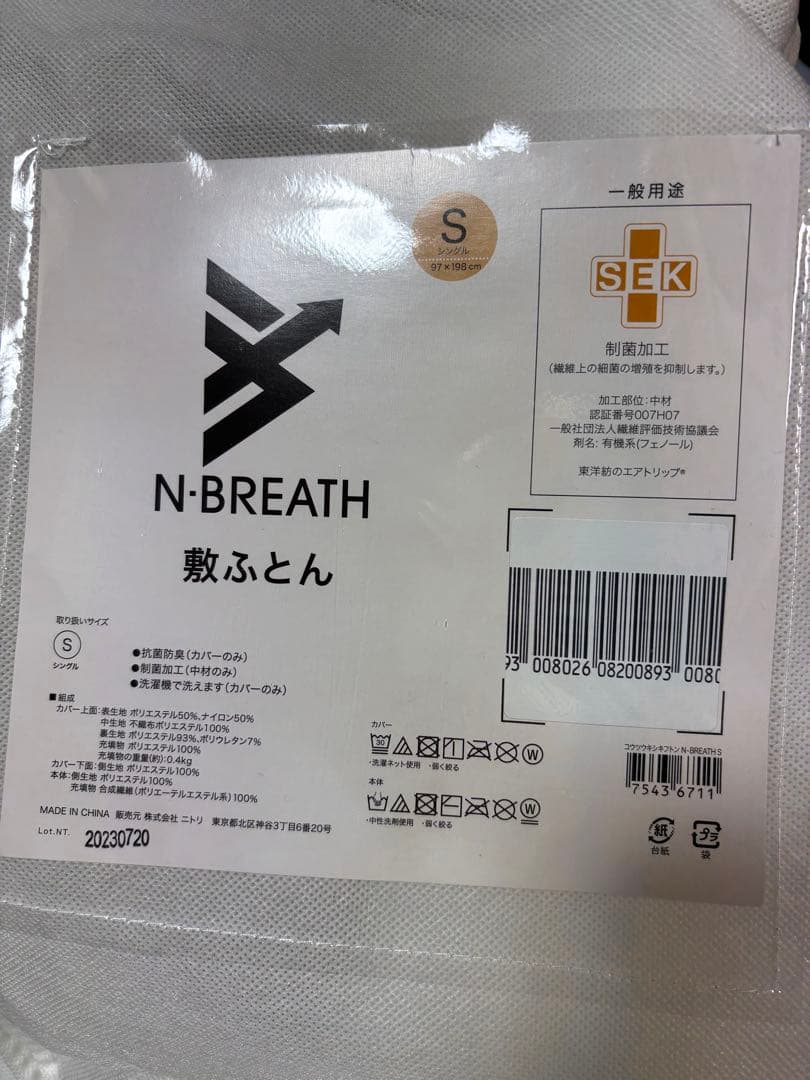 S
シングル
97×198cm
一般用途
SEK
制菌加工
(繊維上の細菌の増殖を抑制します。)
加工部位:中材
認証番号007H07
一般社団法人繊維評価技術協議会
剤名:有機系(フェノール)
東洋紡のエアトリップ®
N·BREATH
敷ふとん
取り扱いサイズ
S
シングル
●抗菌防臭(カバーのみ)
●制菌加工(中材のみ)
●洗濯機で洗えます(カバーのみ)
■組成
カバー上面:表生地 ポリエステル50%、ナイロン50%
中生地 不織布ポリエステル100%
裏生地 ポリエステル93%、ポリウレタン7%
充填物 ポリエステル100%
充填物の重量(約):0.4kg
カバー下面:側生地 ポリエステル100%
本体:側生地 ポリエステル100%
充填物 合成繊維(ポリエーテルエステル系)100%
MADE IN CHINA 販売元 株式会社 ニトリ 東京都北区神谷3丁目6番20号
Lot.NT. 20230720
93 008026 08200893 0080
カバー
30
W
・洗濯ネット使用 ・弱く絞る
本体
W
・中性洗剤使用 ・弱く絞る
コウツウキシキフトン N-BREATH S
7543 6711
紙
台紙
プラ
袋